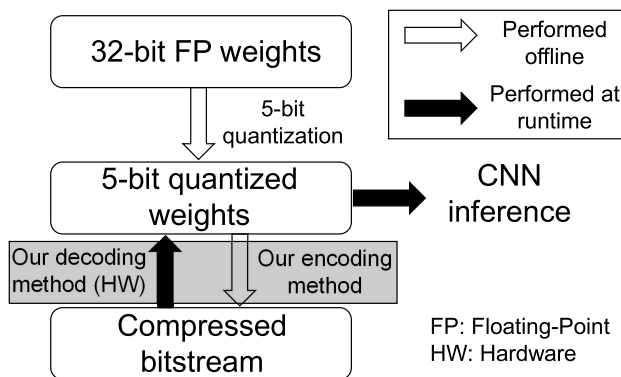 32-bit FP weights
Performed
offline
Performed at
runtime
5-bit
quantization
5-bit quantized
weights
CNN
inference
Our decoding
method (HW)
Our encoding
method
Compressed
bitstream
FP: Floating-Point
HW: Hardware